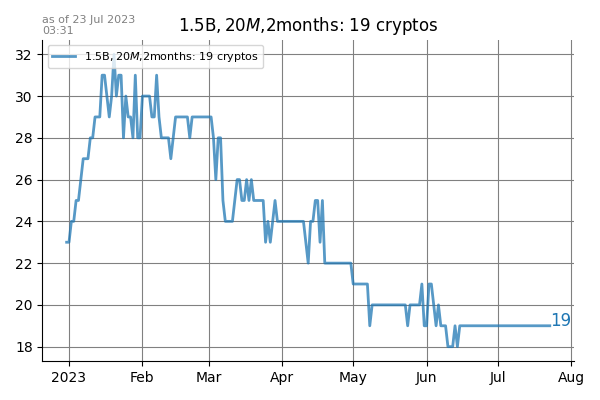 as of 23 Jul 2023
03:31
1.5B, 20M,2months: 19 cryptos
1.5B, 20M,2months: 19 cryptos
32
30
28
26
24
22
20
18
19
2023 Feb Mar Apr May Jun Jul Aug